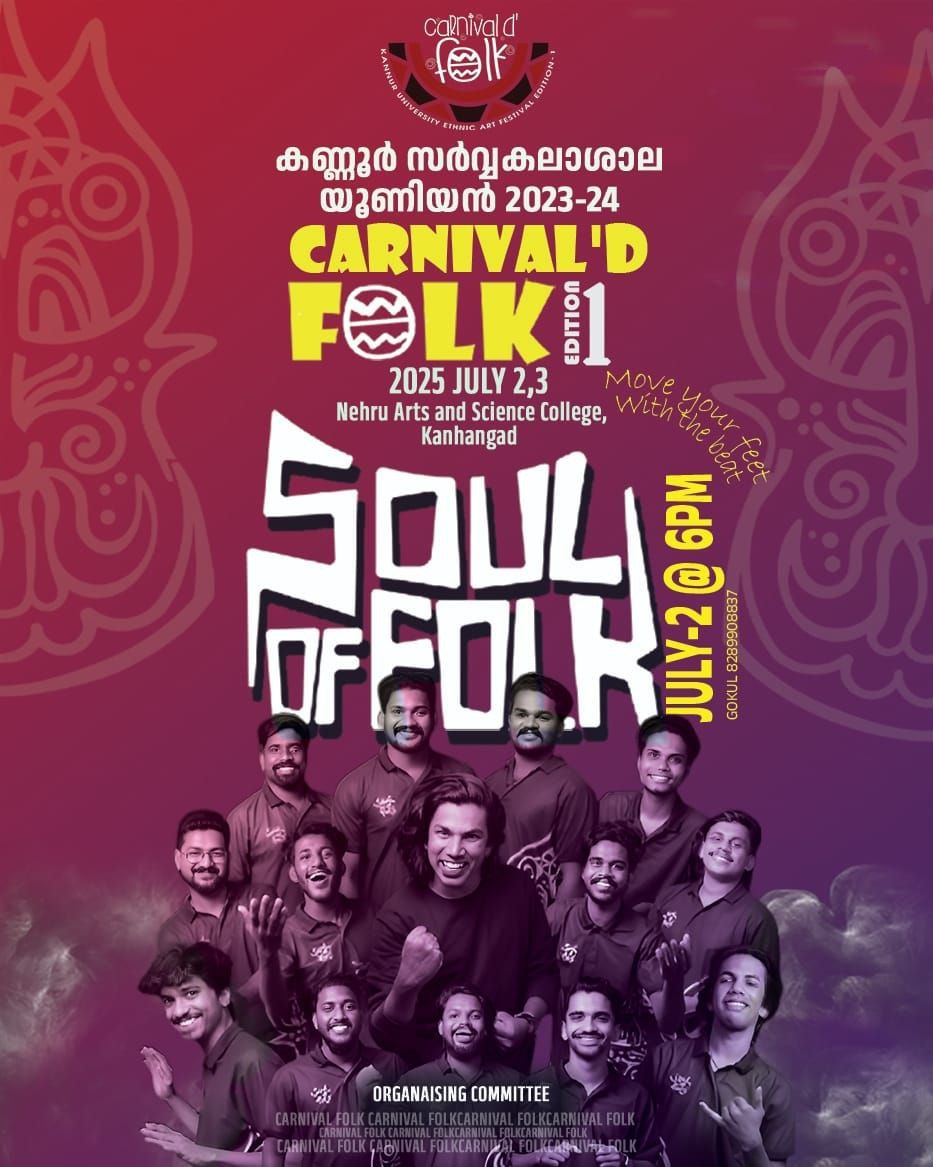 carnival d'
folk
KANNUR UNIVERSITY ETHNIC ART FESTIVAL EDITION-1
കണ്ണൂർ സർവ്വകലാശാല
യൂണിയൻ 2023-24
CARNIVAL'D
FOLK EDITION 1
2025 JULY 2,3
Nehru Arts and Science College,
Kanhangad
Move your feet
With the beat
SOUL
OF FOLK
JULY-2 @ 6PM
GOKUL 8289908837
ORGANAISING COMMITTEE
CARNIVAL FOLK CARNIVAL FOLKCARNIVAL FOLKCARNIVAL FOLK
CARNIVAL FOLK CARNIVAL FOLKCARNIVAL FOLKCARNIVAL FOLK
CARNIVAL FOLK CARNIVAL FOLKCARNIVAL FOLKCARNIVAL FOLK